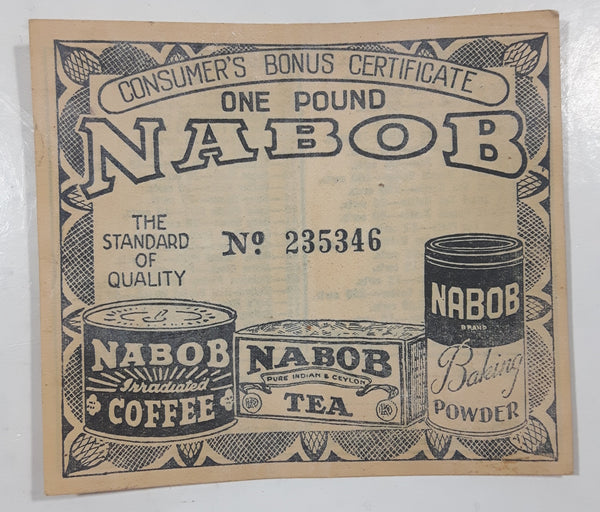 CONSUMER'S BONUS CERTIFICATE
ONE POUND
NABOB
THE
STANDARD
OF
QUALITY
Nº 235346
NABOB
Irradiated
COFFEE
NABOB
PURE INDIAN & CEYLON
TEA
NABOB
BRAND
Baking
POWDER